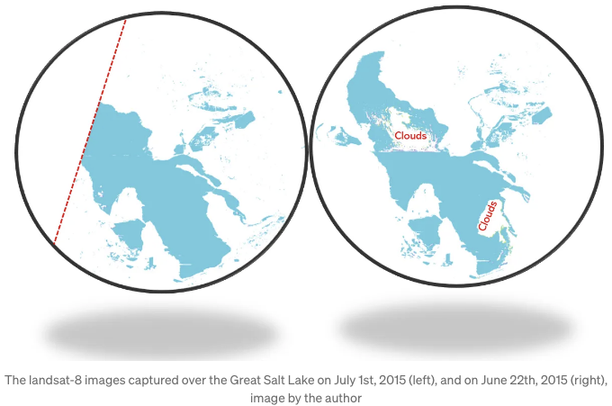 Clouds
Clouds
The landsat-8 images captured over the Great Salt Lake on July 1st, 2015 (left), and on June 22th, 2015 (right),
image by the author